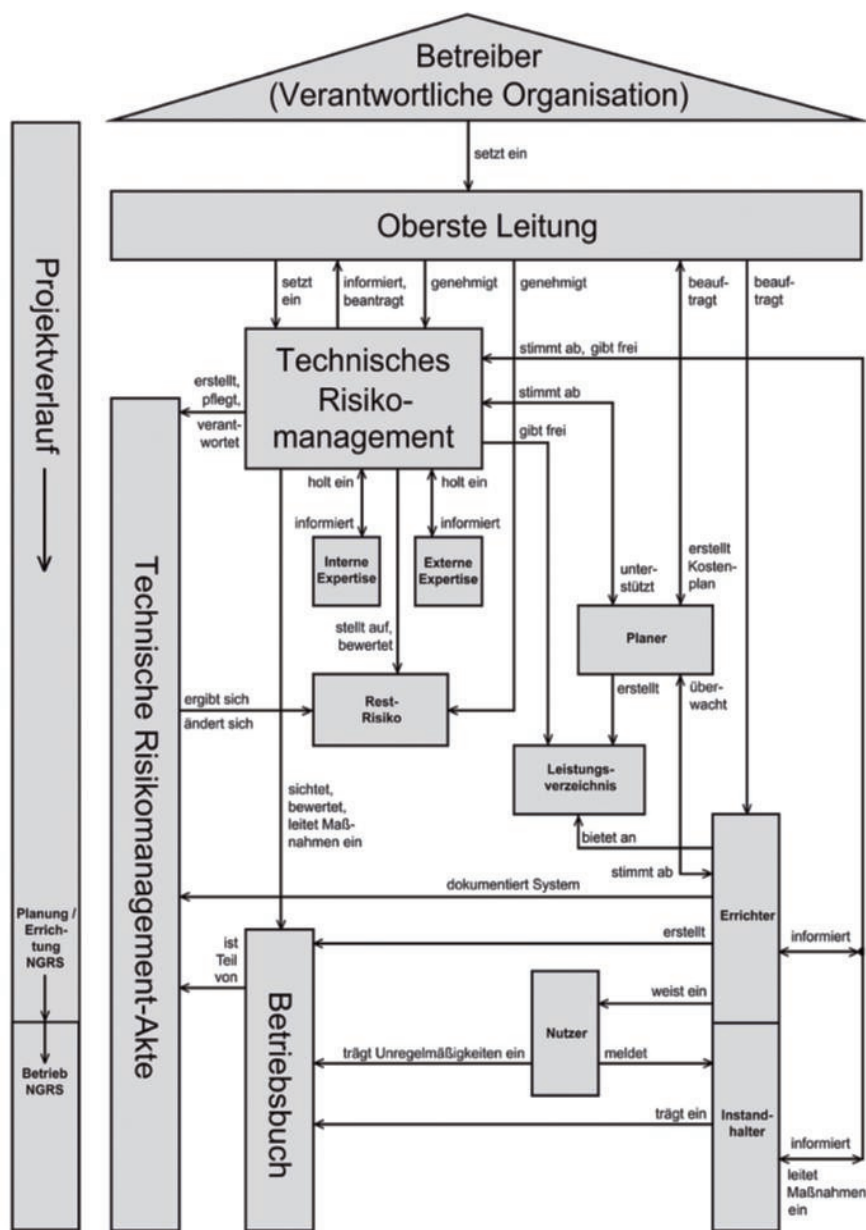 Betreiber
(Verantwortliche Organisation)
setzt ein
Oberste Leitung
Projektverlauf
setzt
ein
informiert,
beantragt
genehmigt
genehmigt
beauf-
tragt
beauf-
tragt
Technisches
Risiko-
management
stimmt ab, gibt frei
erstellt,
pflegt,
verant-
wortet
stimmt ab
gibt frei
holt ein
holt ein
informiert
informiert
Interne
Expertise
Externe
Expertise
erstellt
Kosten-
plan
unter-
stützt
Planer
stellt auf,
bewertet
Technische Risikomanagement-Akte
ergibt sich
ändert sich
Rest-
Risiko
erstellt
über-
wacht
Leistungs-
verzeichnis
sichtet,
bewertet,
leitet Maß-
nahmen ein
bietet an
stimmt ab
dokumentiert System
Errichter
Planung /
Errich-
tung
NGRS
ist
Teil
von
erstellt
informiert
Betriebsbuch
weist ein
Nutzer
Betrieb
NGRS
trägt Unregelmäßigkeiten ein
meldet
trägt ein
Instand-
halter
informiert
leitet
Maßnahmen
ein